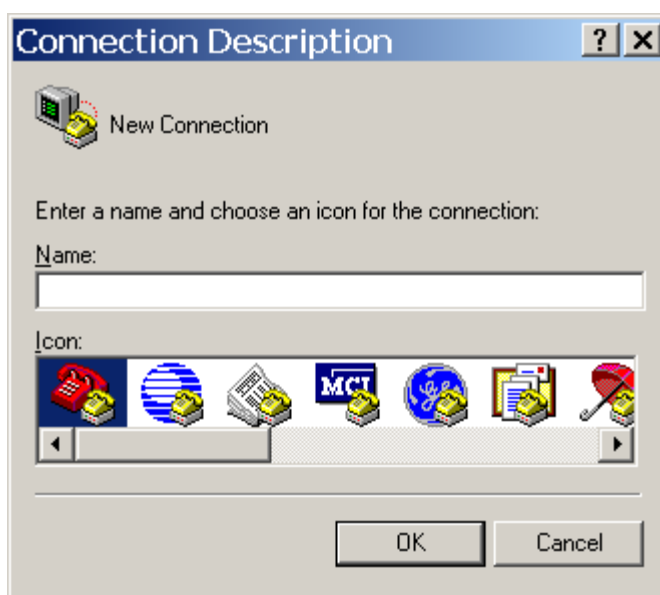 Connection Description
New Connection
Enter a name and choose an icon for the connection:
Name:
Icon:
MCI
OK Cancel